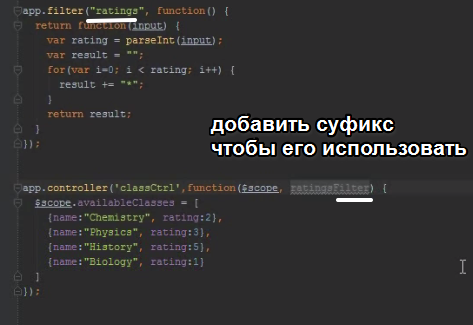 app.filter("ratings", function() {
return function(input) {
var rating = parseInt(input);
var result = "";
for(var i=0; i < rating; i++) {
result += "*";
}
return result;
}
});
добавить суфикс
чтобы его использовать
app.controller('classCtrl',function($scope, ratingsFilter) {
$scope.availableClasses = [
{name:"Chemistry", rating:2},
{name:"Physics", rating:3},
{name:"History", rating:5},
{name:"Biology", rating:1}
]
});